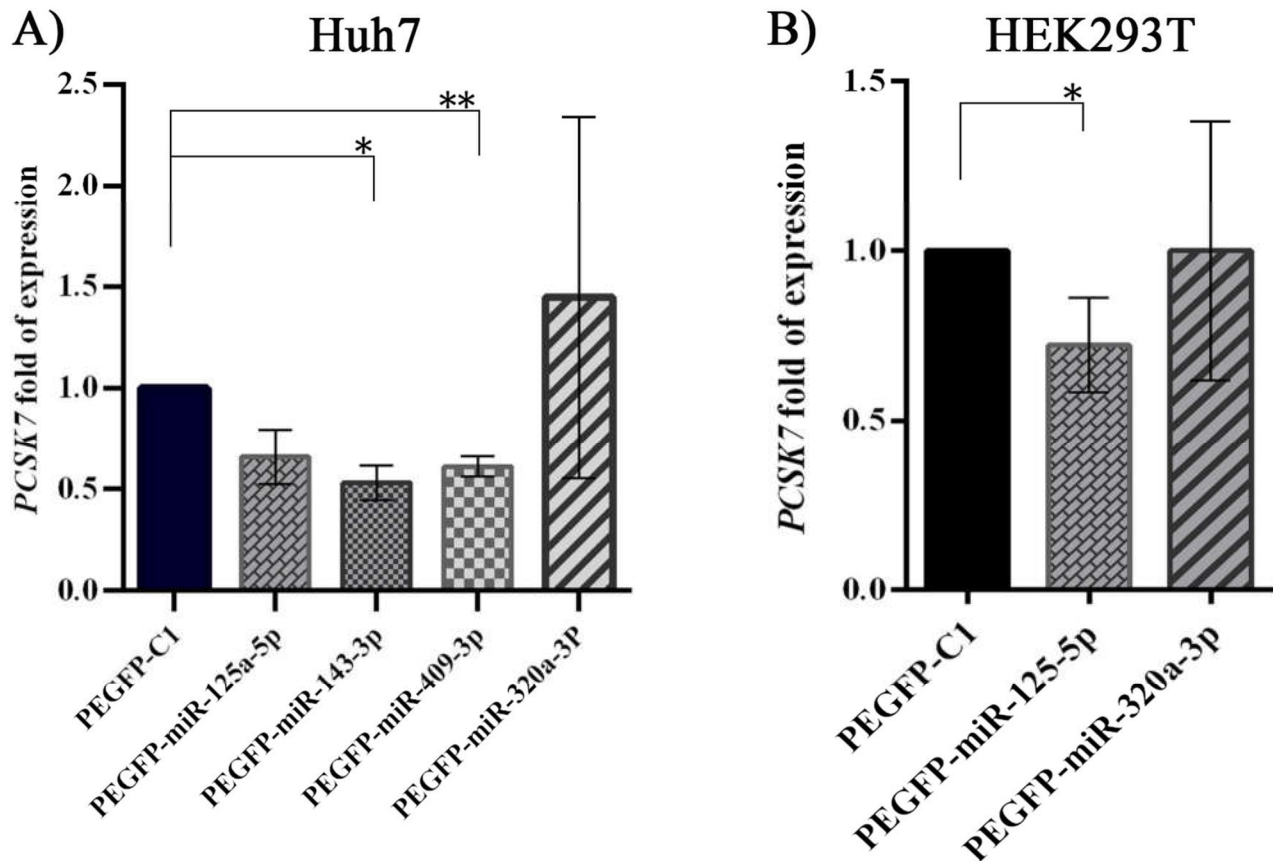 A)
Huh7
PCSK7 fold of expression
2.5
2.0
1.5
1.0
0.5
0.0
*
**
PEGFP-C1
PEGFP-miR-125a-5p
PEGFP-miR-143-3p
PEGFP-miR-409-3p
PEGFP-miR-320a-3P
B)
HEK293T
PCSK7 fold of expression
1.5
1.0
0.5
0.0
*
PEGFP-C1
PEGFP-miR-125-5p
PEGFP-miR-320a-3p